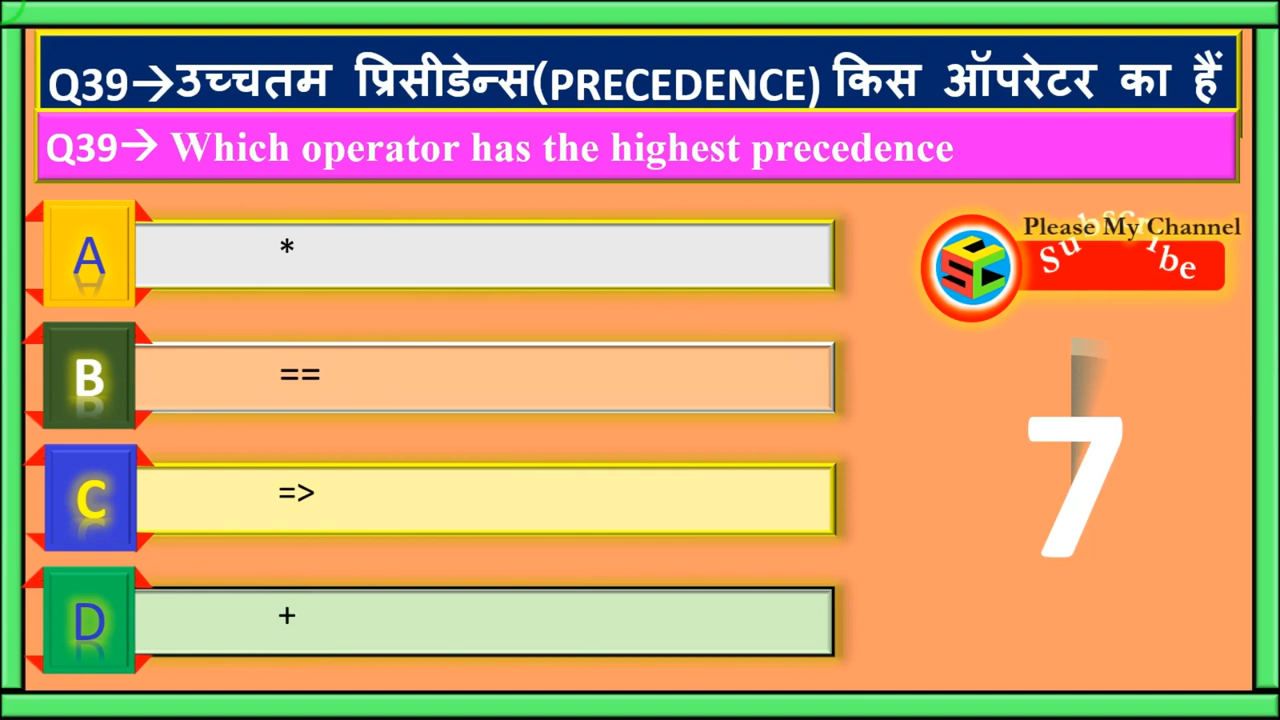 Q39→उच्चतम प्रिसीडेन्स(PRECEDENCE) किस ऑपरेटर का हैं
Q39→ Which operator has the highest precedence
A *
Please My Channel
Subscribe
B ==
C =>
7
D +